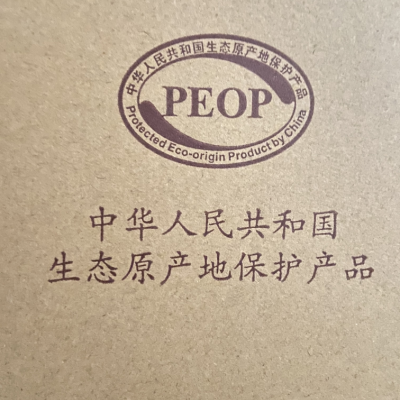 中华人民共和国生态原产地保护产品
PEOP
Protected Eco-origin Product by China
中华人民共和国
生态原产地保护产品